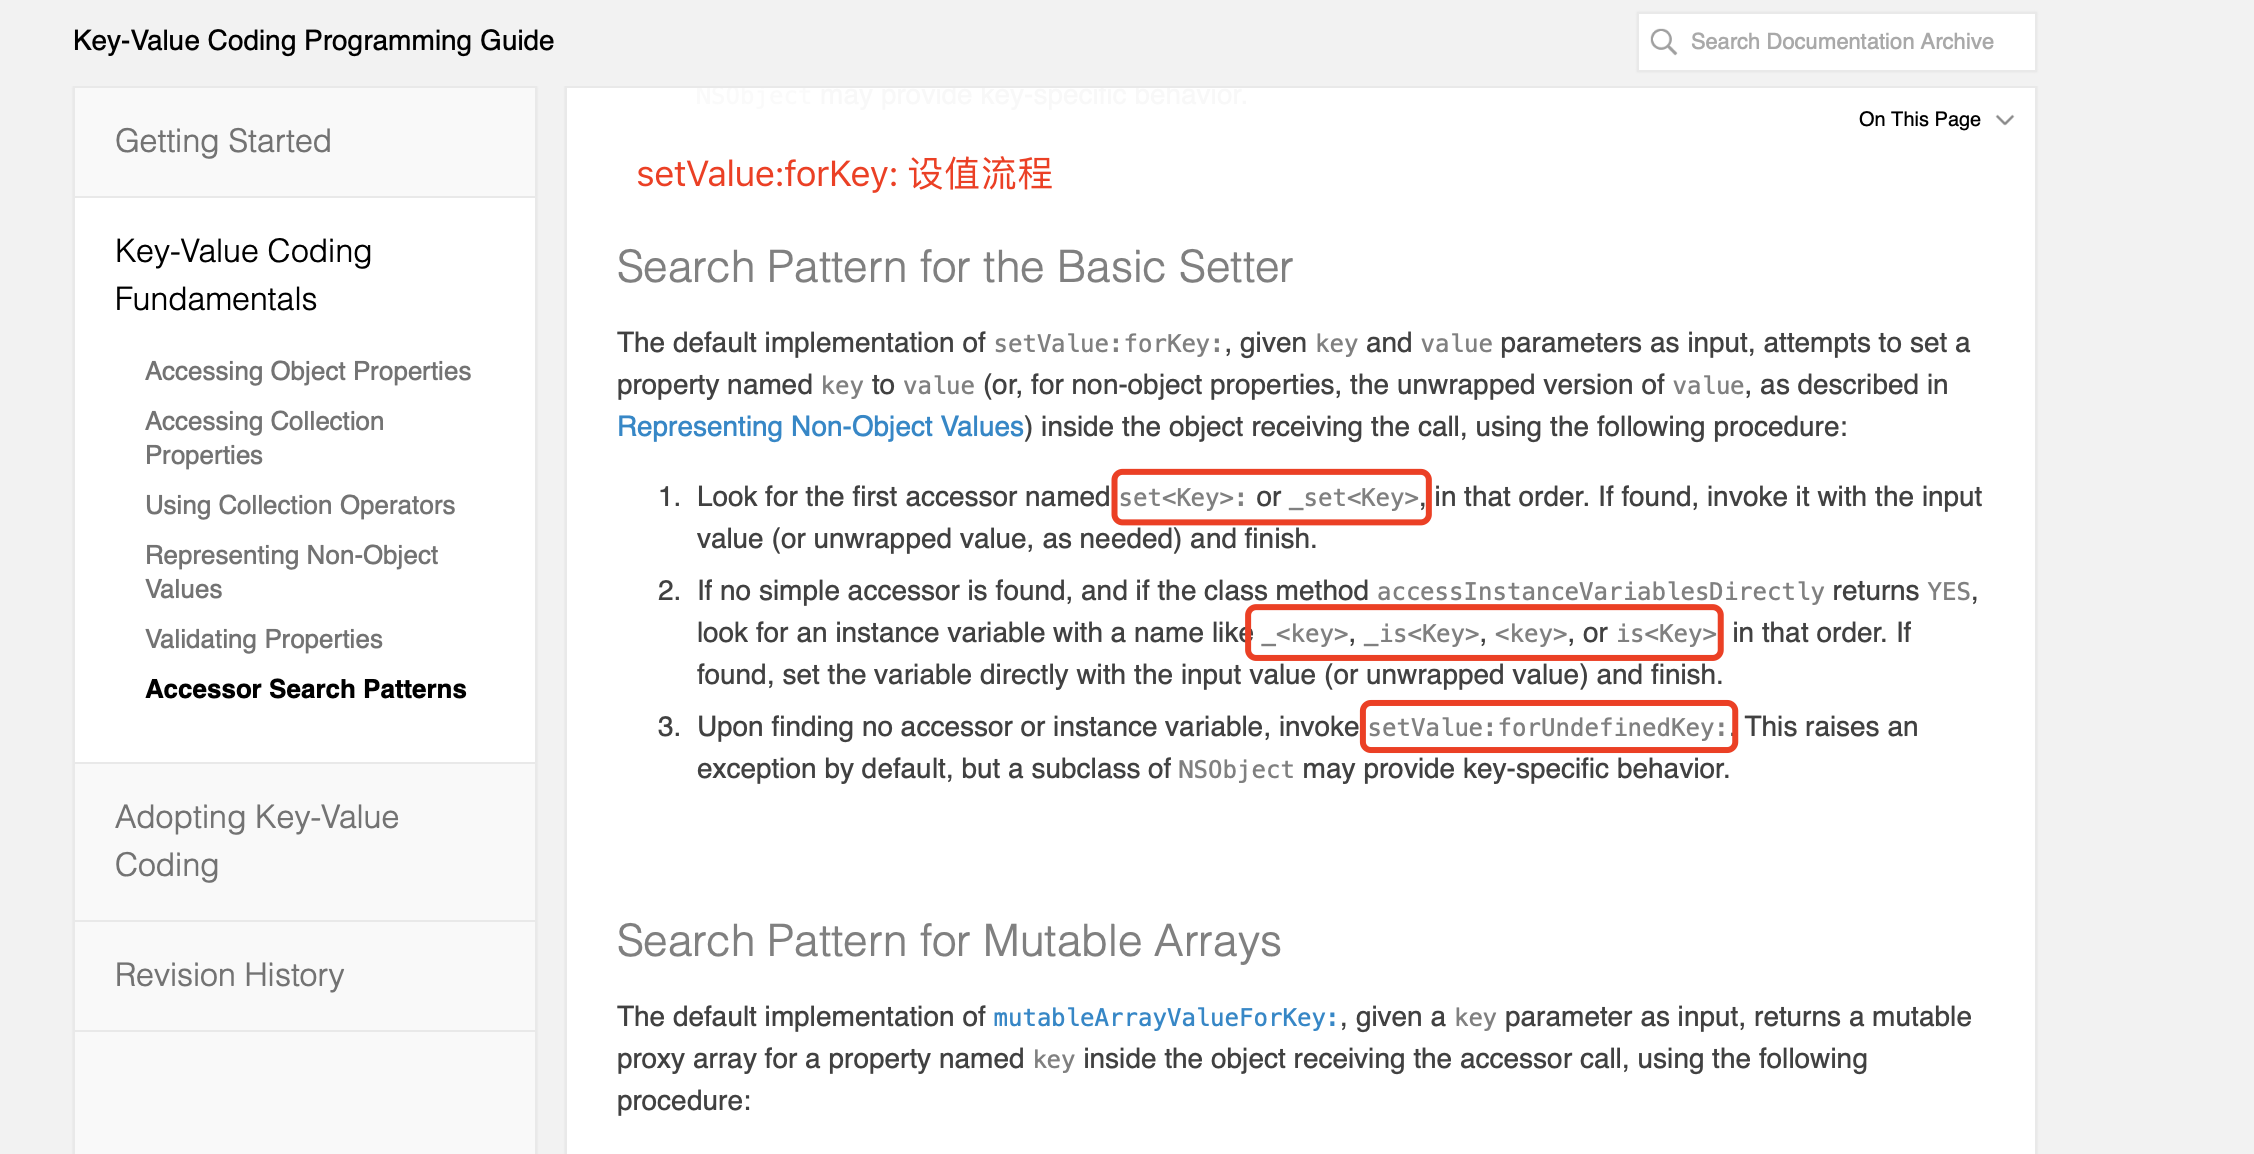 Key-Value Coding Programming Guide
Search Documentation Archive
Getting Started
Key-Value Coding
Fundamentals
Accessing Object Properties
Accessing Collection
Properties
Using Collection Operators
Representing Non-Object
Values
Validating Properties
Accessor Search Patterns
Adopting Key-Value
Coding
Revision History
NSObject may provide key-specific behavior.
On This Page
setValue:forKey: 设值流程
Search Pattern for the Basic Setter
The default implementation of setValue:forKey:, given key and value parameters as input, attempts to set a
property named key to value (or, for non-object properties, the unwrapped version of value, as described in
Representing Non-Object Values) inside the object receiving the call, using the following procedure:
1. Look for the first accessor named set<Key>: or _set<Key>, in that order. If found, invoke it with the input
value (or unwrapped value, as needed) and finish.
2. If no simple accessor is found, and if the class method accessInstanceVariablesDirectly returns YES,
look for an instance variable with a name like _<key>, _is<Key>, <key>, or is<Key>, in that order. If
found, set the variable directly with the input value (or unwrapped value) and finish.
3. Upon finding no accessor or instance variable, invoke setValue:forUndefinedKey:. This raises an
exception by default, but a subclass of NSObject may provide key-specific behavior.
Search Pattern for Mutable Arrays
The default implementation of mutableArrayValueForKey:, given a key parameter as input, returns a mutable
proxy array for a property named key inside the object receiving the accessor call, using the following
procedure: